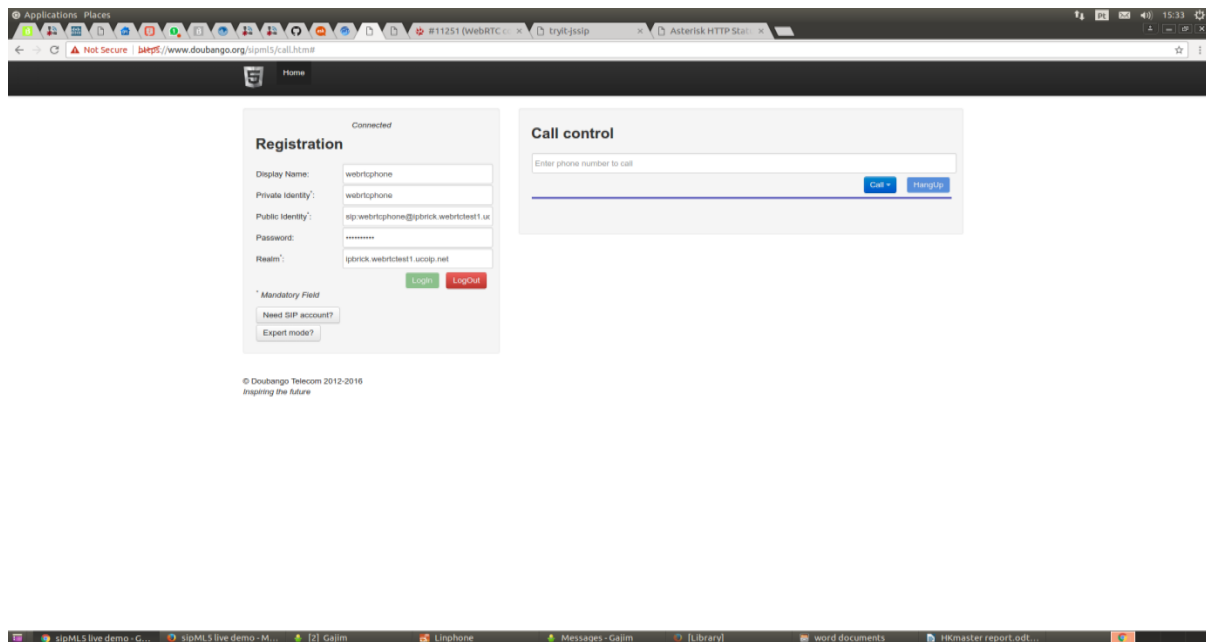 Applications Places
Pt
15:33
#11251 (WebRTC c
tryit-jssip
Asterisk HTTP Stat
Not Secure
https://www.doubango.org/sipml5/call.htm#
Home
Connected
Registration
Display Name:
webrtcphone
Private Identity*:
webrtcphone
Public Identity*:
sip:webrtcphone@ipbrick.webrtctest1.uc
Password:
••••••••••
Realm*:
ipbrick.webrtctest1.ucoip.net
Login
LogOut
* Mandatory Field
Need SIP account?
Expert mode?
Call control
Enter phone number to call
Call
HangUp
© Doubango Telecom 2012-2016
Inspiring the future
sipML5 live demo - G...
sipML5 live demo - M...
[2] Gajim
Linphone
Messages - Gajim
[Library]
word documents
HKmaster report.odt...